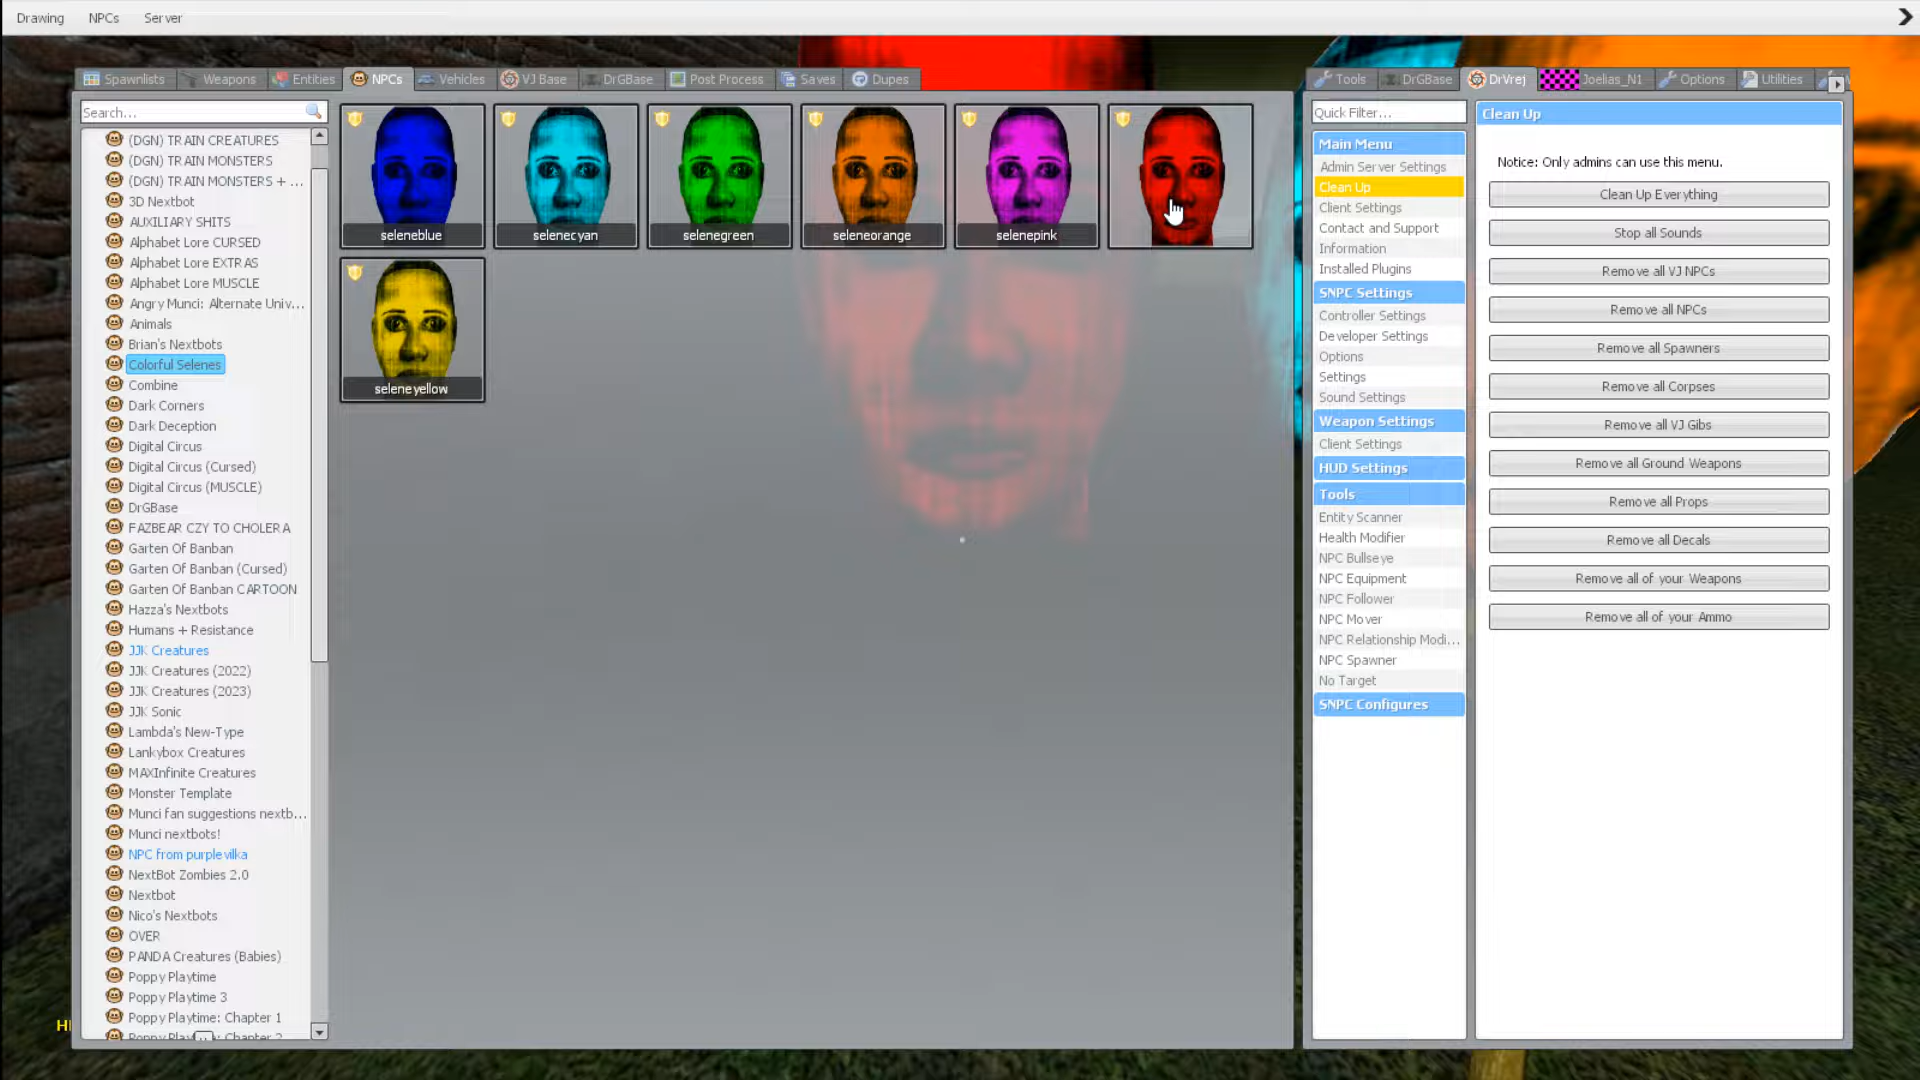 Drawing NPCs Server
Spawnlists Weapons Entities NPCs Vehicles VJ Base DrGBase Post Process Saves Dupes
Search...
(DGN) TRAIN CREATURES
(DGN) TRAIN MONSTERS
(DGN) TRAIN MONSTERS + ...
3D Nextbot
AUXILIARY SHITS
Alphabet Lore CURSED
Alphabet Lore EXTRAS
Alphabet Lore MUSCLE
Angry Munci: Alternate Univ...
Animals
Brian's Nextbots
Colorful Selenes
Combine
Dark Corners
Dark Deception
Digital Circus
Digital Circus (Cursed)
Digital Circus (MUSCLE)
DrGBase
FAZBEAR CZY TO CHOLERA
Garten Of Banban
Garten Of Banban (Cursed)
Garten Of Banban CARTOON
Hazza's Nextbots
Humans + Resistance
JJK Creatures
JJK Creatures (2022)
JJK Creatures (2023)
JJK Sonic
Lambda's New-Type
Lankybox Creatures
MAXInfinite Creatures
Monster Template
Munci fan suggestions nextb...
Munci nextbots!
NPC from purplevilka
NextBot Zombies 2.0
Nextbot
Nico's Nextbots
OVER
PANDA Creatures (Babies)
Poppy Playtime
Poppy Playtime 3
Poppy Playtime: Chapter 1
seleneblue
selenecyan
selenegreen
seleneorange
selenepink
seleneyellow
Tools DrGBase DrVrej Joelias_N1 Options Utilities
Quick Filter...
Main Menu
Admin Server Settings
Clean Up
Client Settings
Contact and Support
Information
Installed Plugins
SNPC Settings
Controller Settings
Developer Settings
Options
Settings
Sound Settings
Weapon Settings
Client Settings
HUD Settings
Tools
Entity Scanner
Health Modifier
NPC Bullseye
NPC Equipment
NPC Follower
NPC Mover
NPC Relationship Modi...
NPC Spawner
No Target
SNPC Configures
Clean Up
Notice: Only admins can use this menu.
Clean Up Everything
Stop all Sounds
Remove all VJ NPCs
Remove all NPCs
Remove all Spawners
Remove all Corpses
Remove all VJ Gibs
Remove all Ground Weapons
Remove all Props
Remove all Decals
Remove all of your Weapons
Remove all of your Ammo